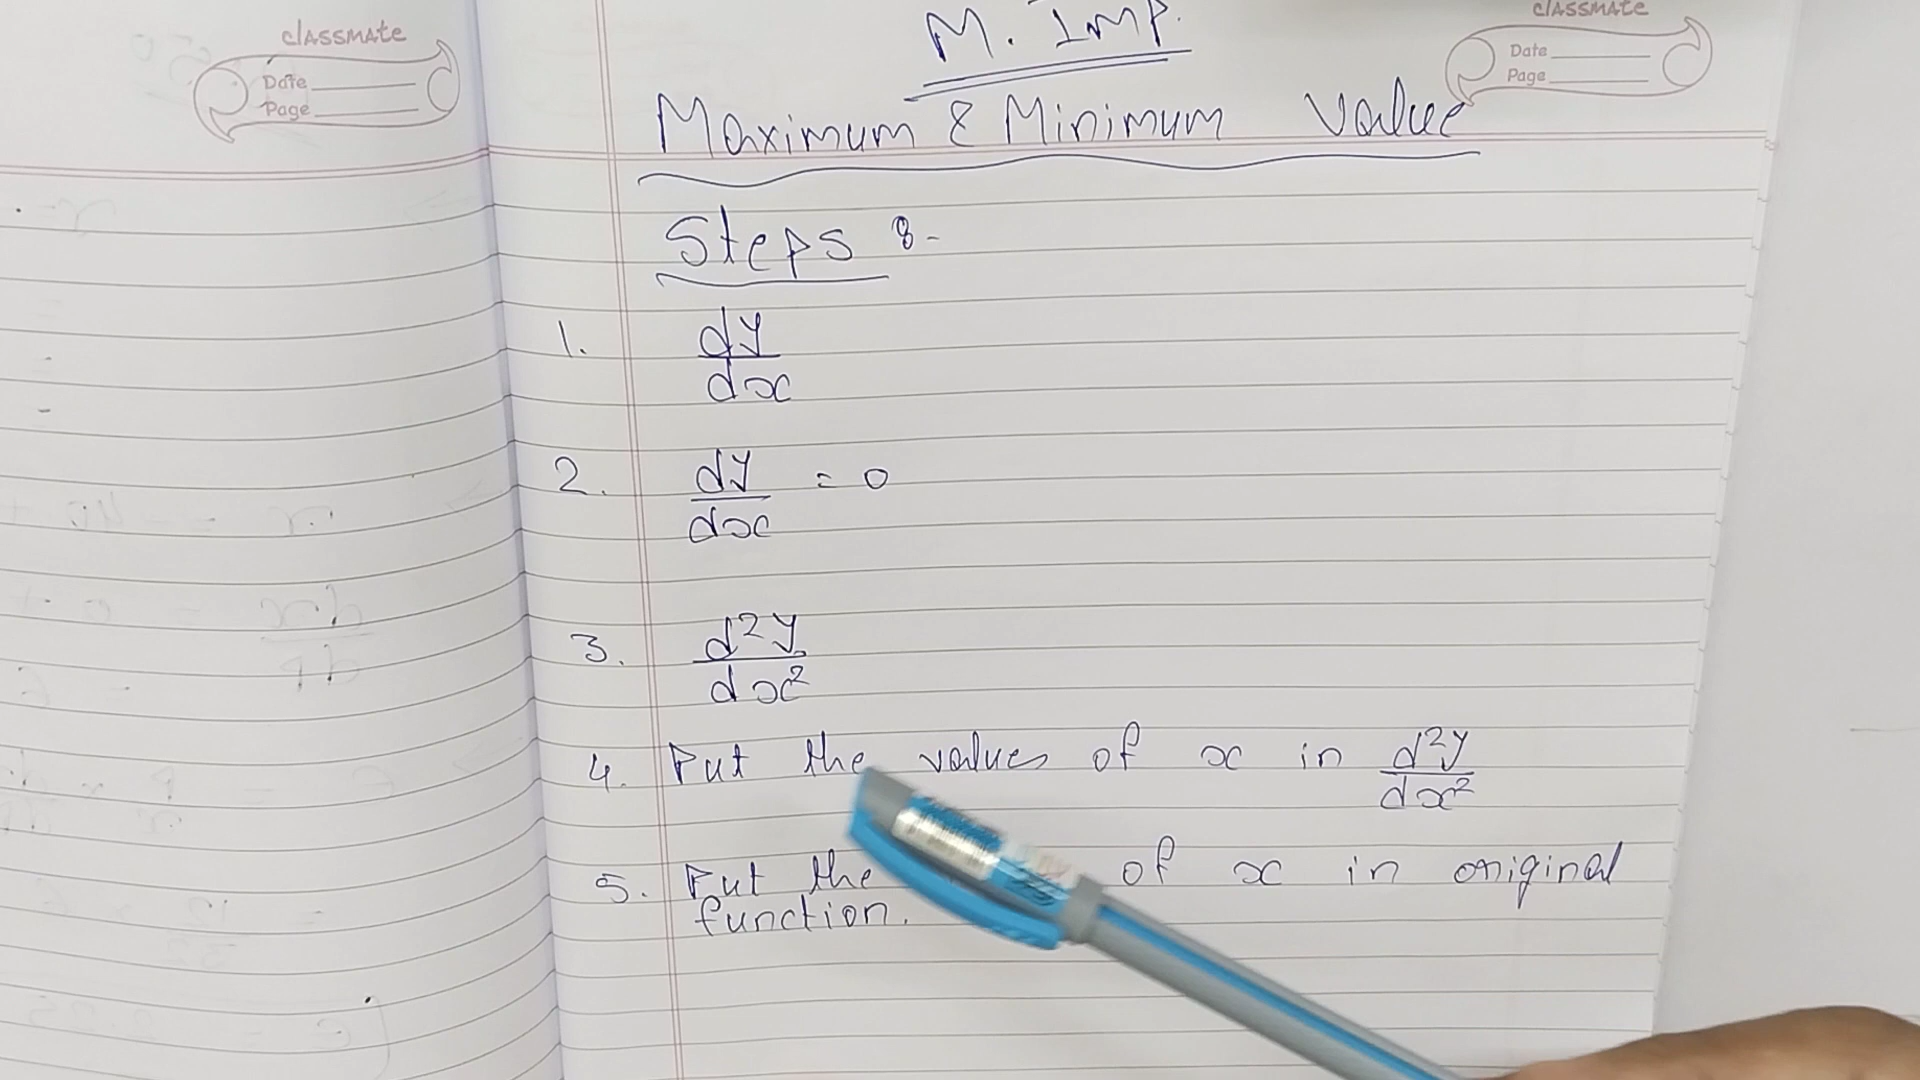 classmate
Date
Page
M. IMP.
classmate
Date
Page
Maximum & Minimum Value
Steps :-
1. dy/dx
2. dy/dx = 0
3. d²y/dx²
4. Put the values of x in d²y/dx²
5. Put the of x in original
function.